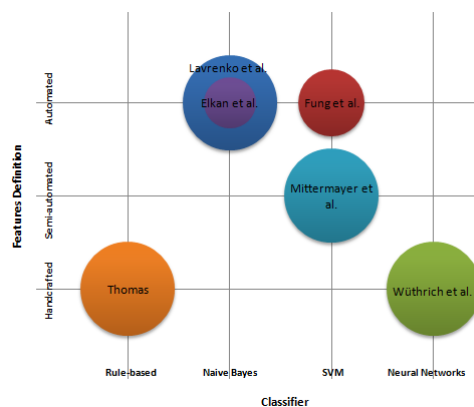 Lavrenko et al.
Elkan et al.
Fung et al.
Mittermayer et
al.
Thomas
Wüthrich et al.
Features Definition
Automated
Semi-automated
Handcrafted
Rule-based
Naive Bayes
SVM
Neural Networks
Classifier